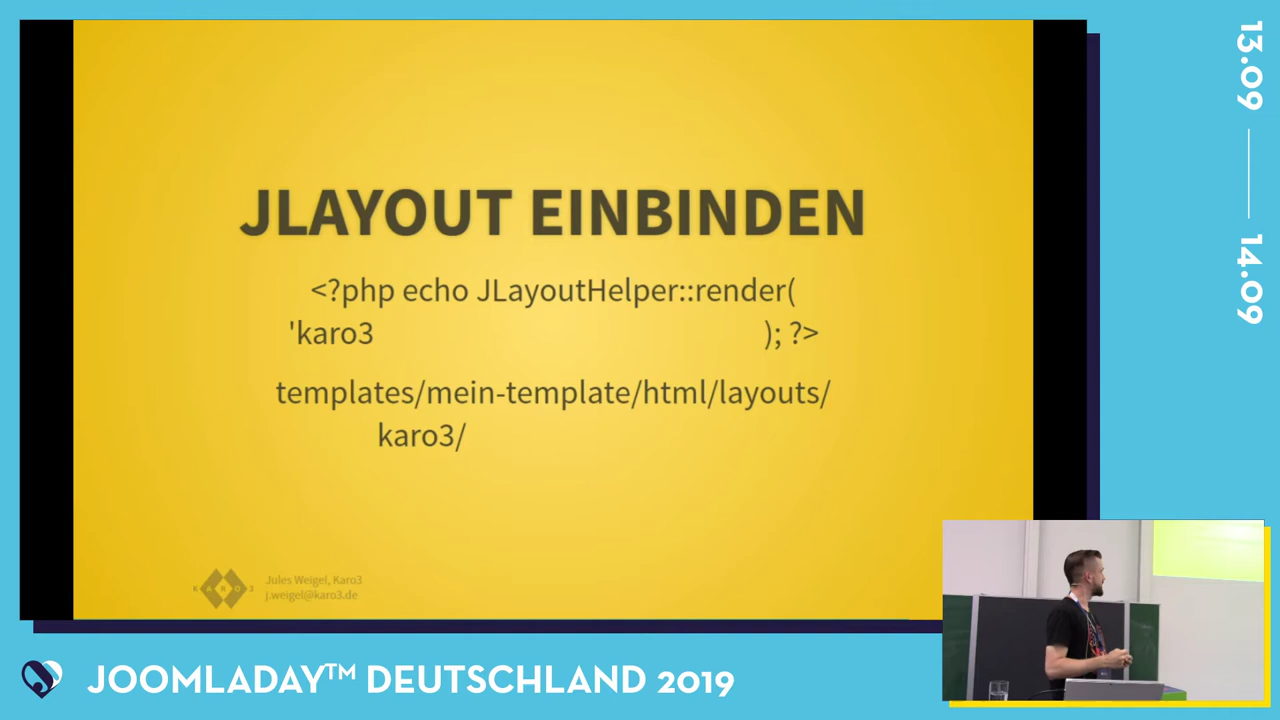 JLAYOUT EINBINDEN
<?php echo JLayoutHelper::render(
'karo3 ); ?>
templates/mein-template/html/layouts/
karo3/
KARO3
Jules Weigel, Karo3
j.weigel@karo3.de
13.09
14.09
JOOMLADAY™ DEUTSCHLAND 2019